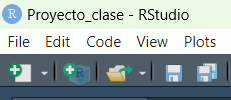 Proyecto_clase - RStudio
File Edit Code View Plots